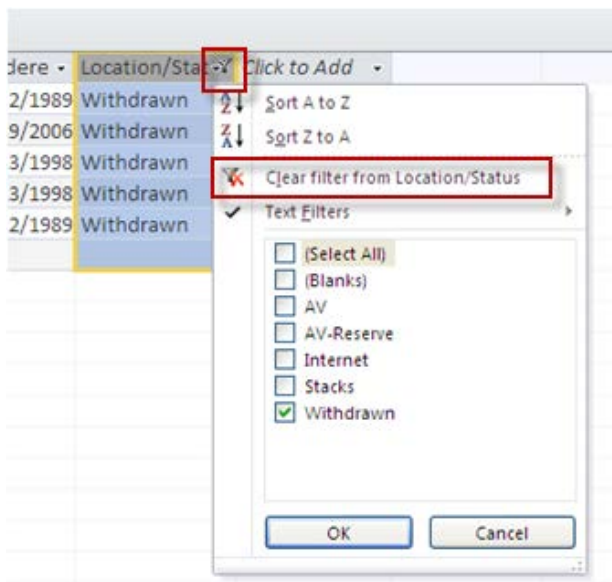 dere Location/Stat Click to Add
2/1989 Withdrawn
9/2006 Withdrawn
3/1998 Withdrawn
3/1998 Withdrawn
2/1989 Withdrawn
A Z Sort A to Z
Z A Sort Z to A
Clear filter from Location/Status
Text Filters
(Select All)
(Blanks)
AV
AV-Reserve
Internet
Stacks
Withdrawn
OK Cancel